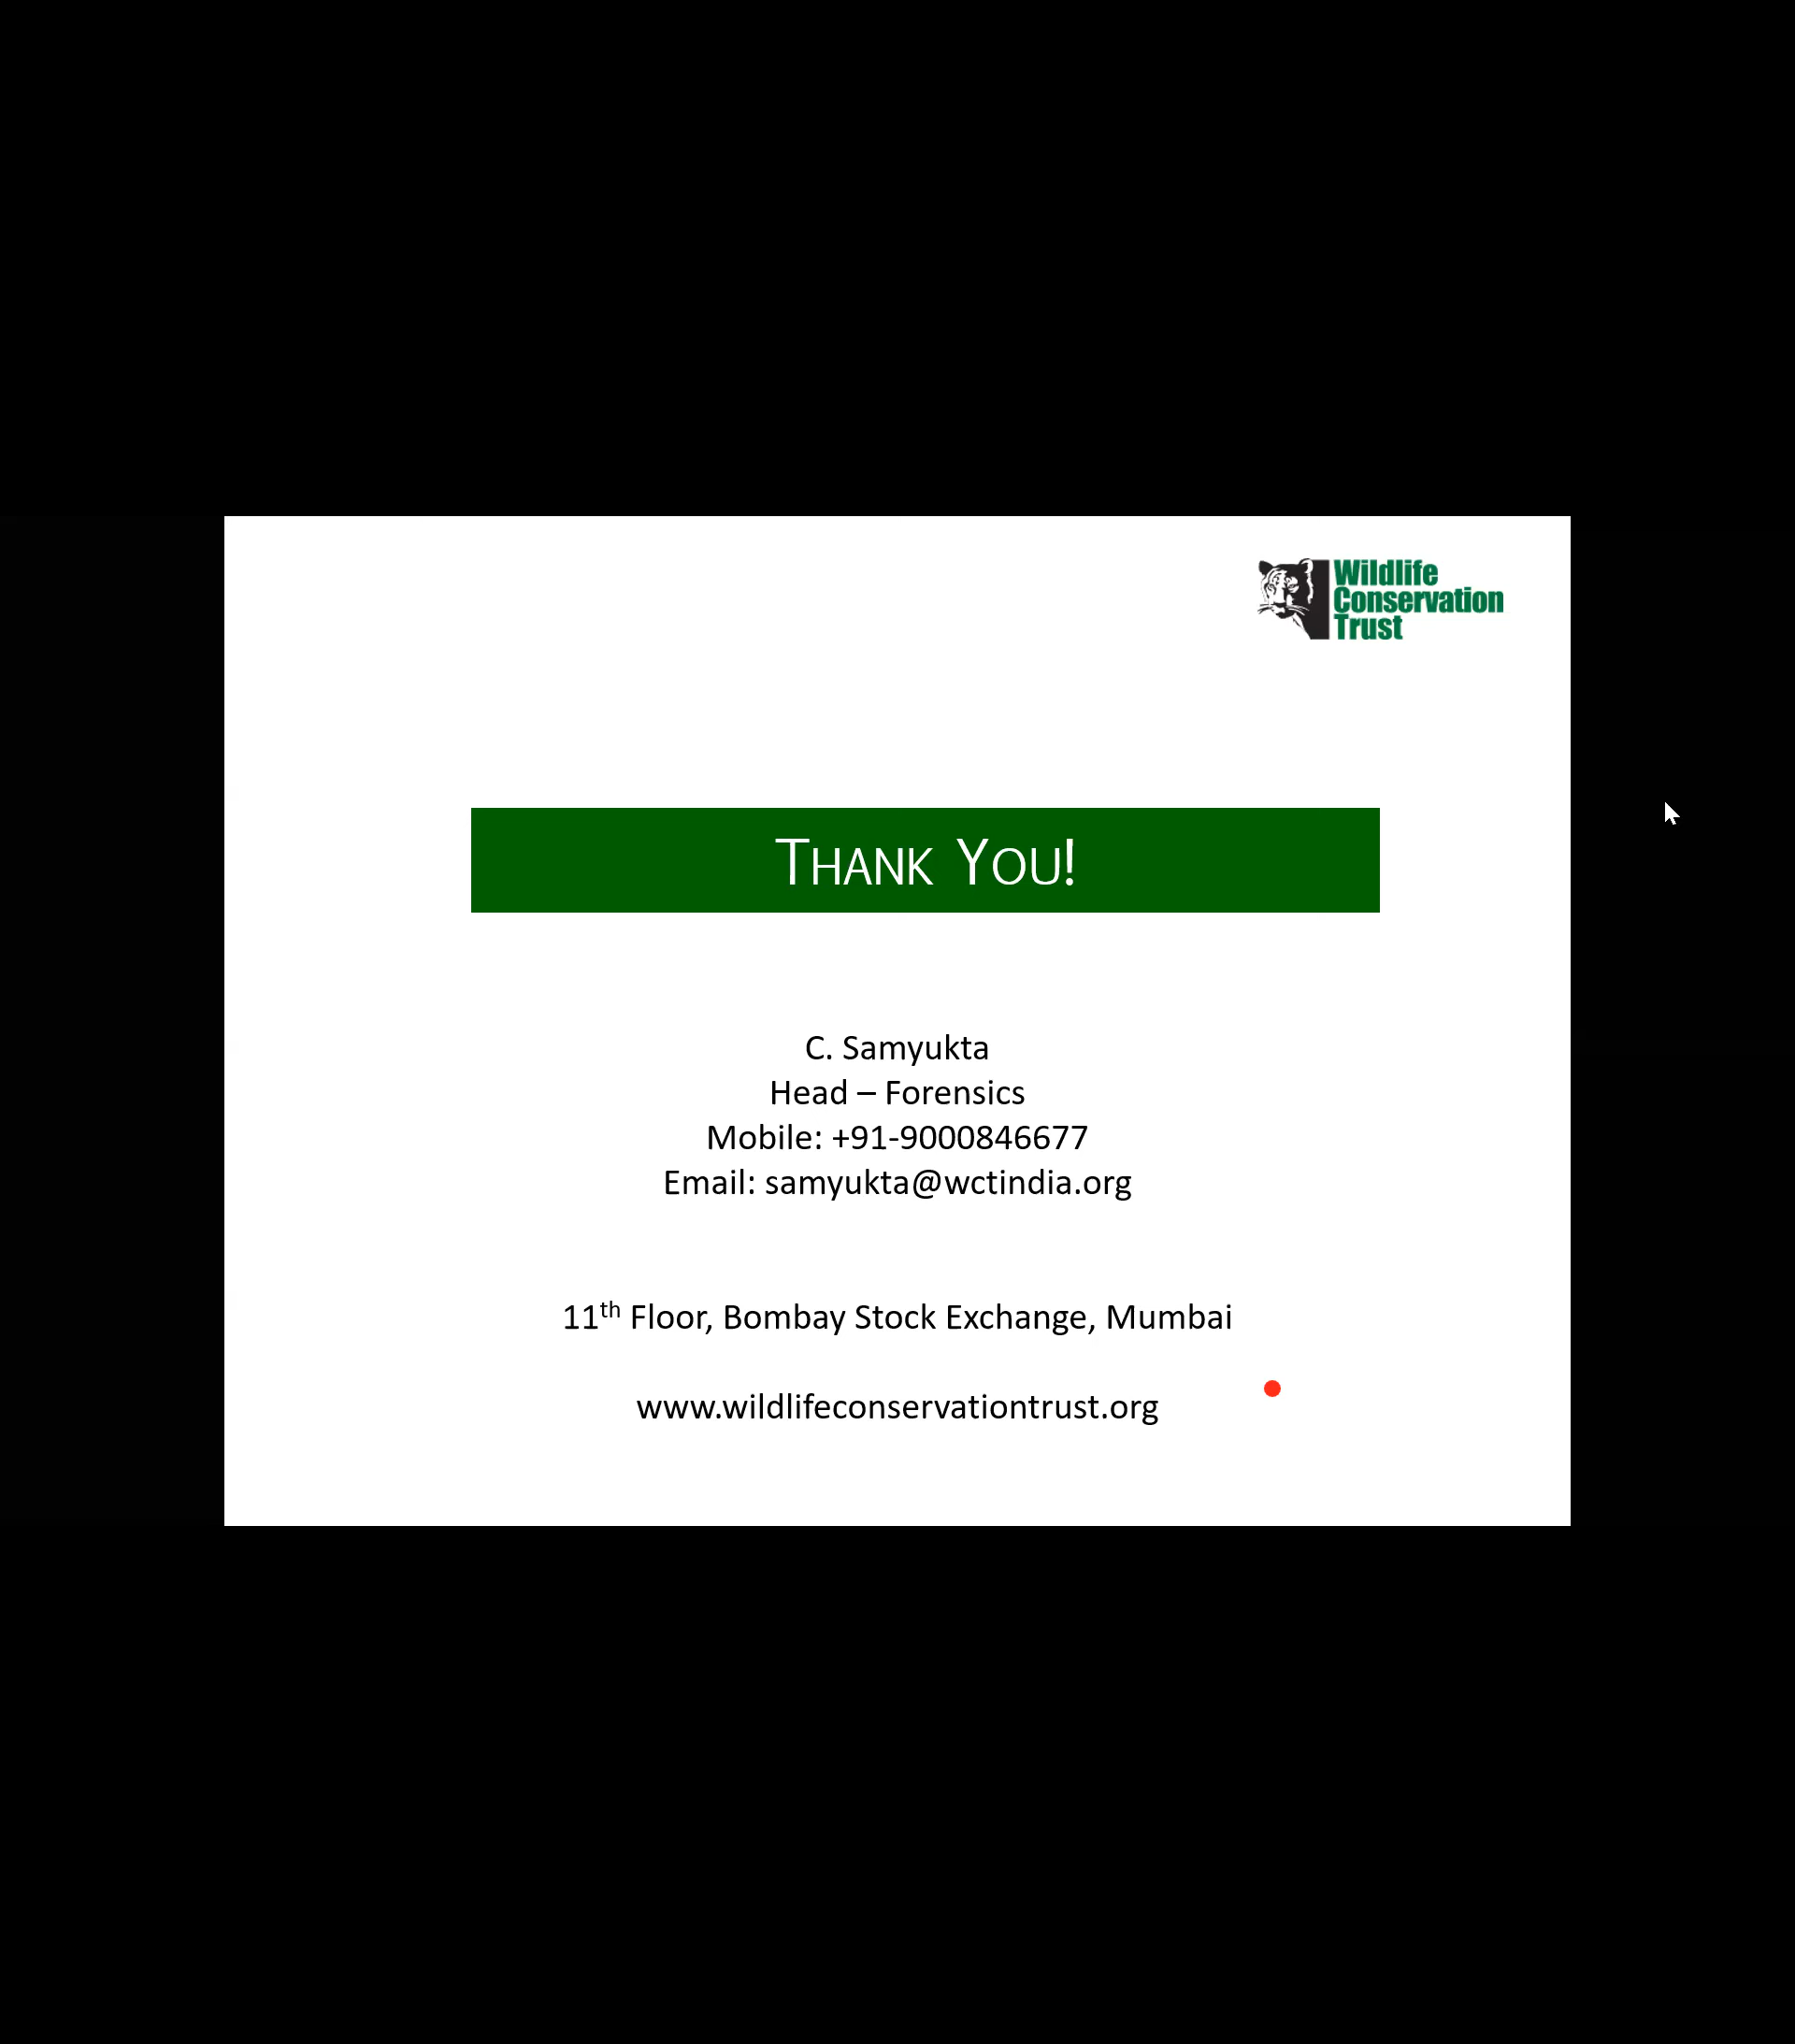 Wildlife
Conservation
Trust
THANK YOU!
C. Samyukta
Head – Forensics
Mobile: +91-9000846677
Email: samyukta@wctindia.org
11th Floor, Bombay Stock Exchange, Mumbai
www.wildlifeconservationtrust.org